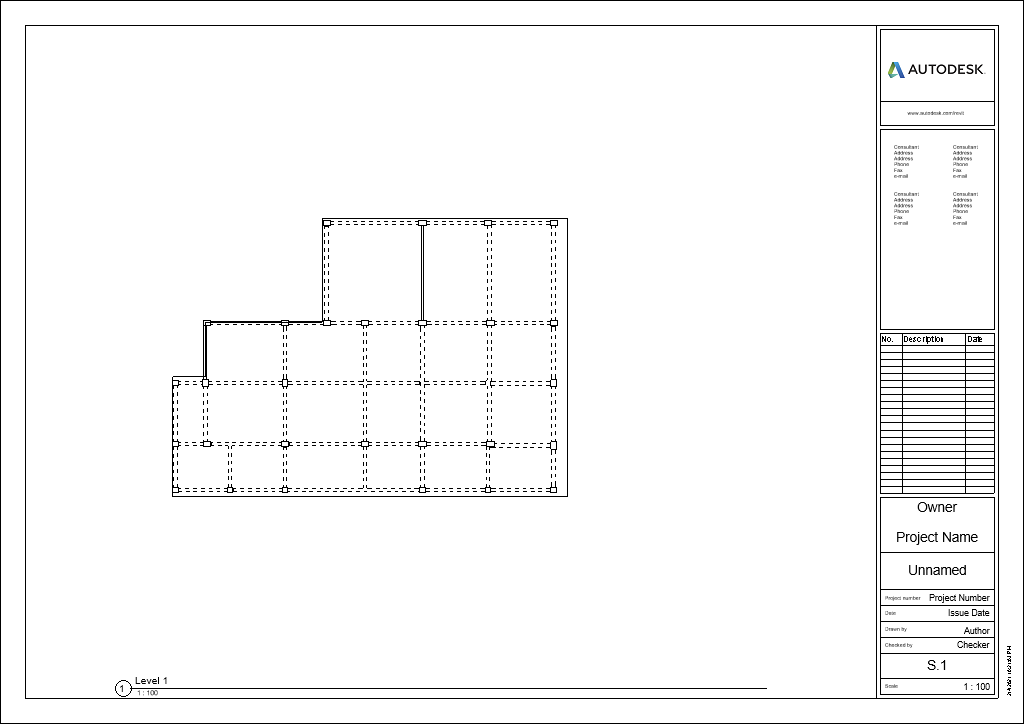 AUTODESK
www.autodesk.com/revit
Consultant
Address
Address
Phone
Fax
e-mail
Consultant
Address
Address
Phone
Fax
e-mail
Consultant
Address
Address
Phone
Fax
e-mail
Consultant
Address
Address
Phone
Fax
e-mail
No. Description Date
Owner
Project Name
Unnamed
Project number Project Number
Date Issue Date
Drawn by Author
Checked by Checker
S.1
Scale 1 : 100
1 Level 1
1 : 100